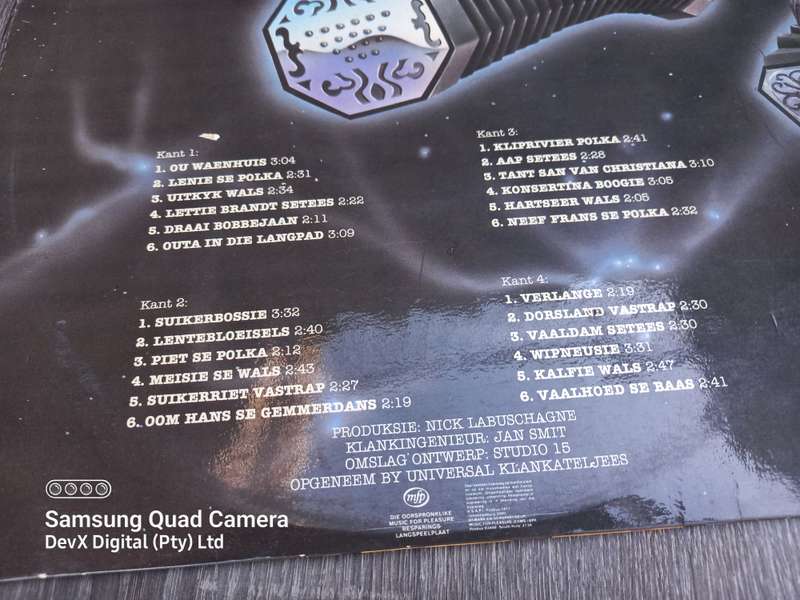 Kant 1:
1. OU WAENHUIS 3:04
2. LENIE SE POLKA 2:31
3. UITKYK WALS 2:34
4. LETTIE BRANDT SETEES 2:22
5. DRAAI BOBBEJAAN 2:11
6. OUTA IN DIE LANGPAD 3:09
Kant 2:
1. SUIKERBOSSIE 3:32
2. LENTEBLOEISELS 2:40
3. PIET SE POLKA 2:12
4. MEISIE SE WALS 2:43
5. SUIKERRIET VASTRAP 2:27
6. OOM HANS SE GEMMERDANS 2:19
Kant 3:
1. KLIPRIVIER POLKA 2:41
2. AAP SETEES 2:28
3. TANT SAN VAN CHRISTIANA 3:10
4. KONSERTINA BOOGIE 3:05
5. HARTSEER WALS 2:05
6. NEEF FRANS SE POLKA 2:32
Kant 4:
1. VERLANGE 2:19
2. DORSLAND VASTRAP 2:30
3. VAALDAM SETEES 2:30
4. WIPNEUSIE 3:31
5. KALFIE WALS 2:47
6. VAALHOED SE BAAS 2:41
PRODUKSIE: NICK LABUSCHAGNE
KLANKINGENIEUR: JAN SMIT
OMSLAG ONTWERP: STUDIO 15
OPGENEEM BY UNIVERSAL KLANKATELJEES
mfp
DIE OORSPRONKLIKE
MUSIC FOR PLEASURE
BESPARINGS-
LANGSPEELPLAAT
Samsung Quad Camera
DevX Digital (Pty) Ltd